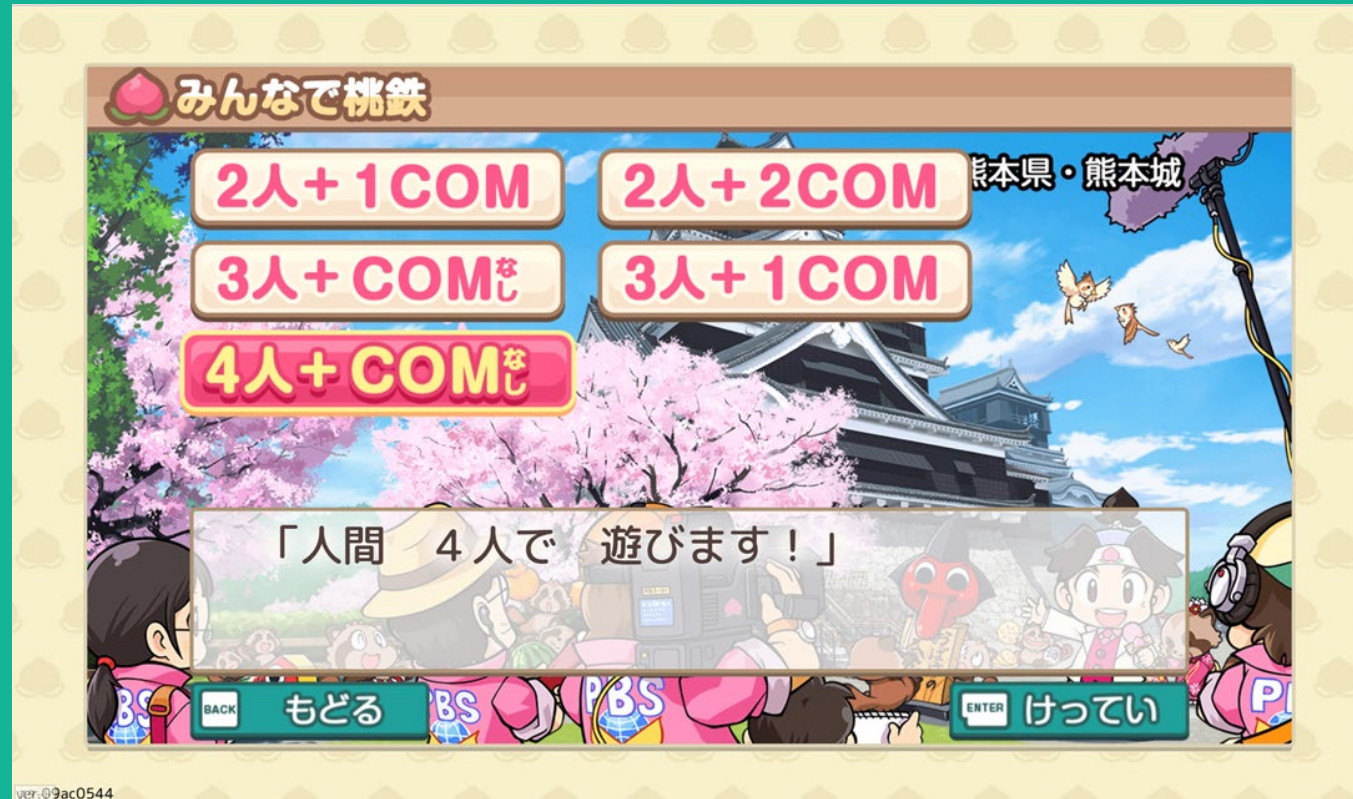 みんなで桃鉄
2人+1COM
2人+2COM
熊本県・熊本城
3人+COMなし
3人+1COM
4人+COMなし
「人間 4人で 遊びます!」
BACK もどる
ENTER けってい
PBS
BS
PBS
ver.09ac0544